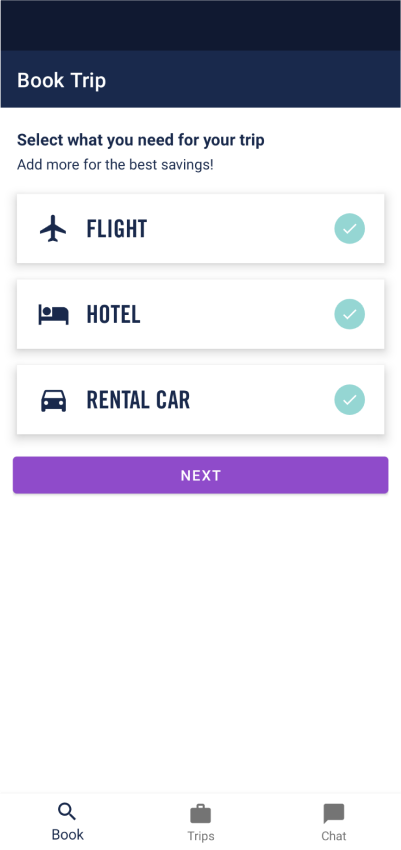 Book Trip
Select what you need for your trip
Add more for the best savings!
FLIGHT
HOTEL
RENTAL CAR
NEXT
Book
Trips
Chat